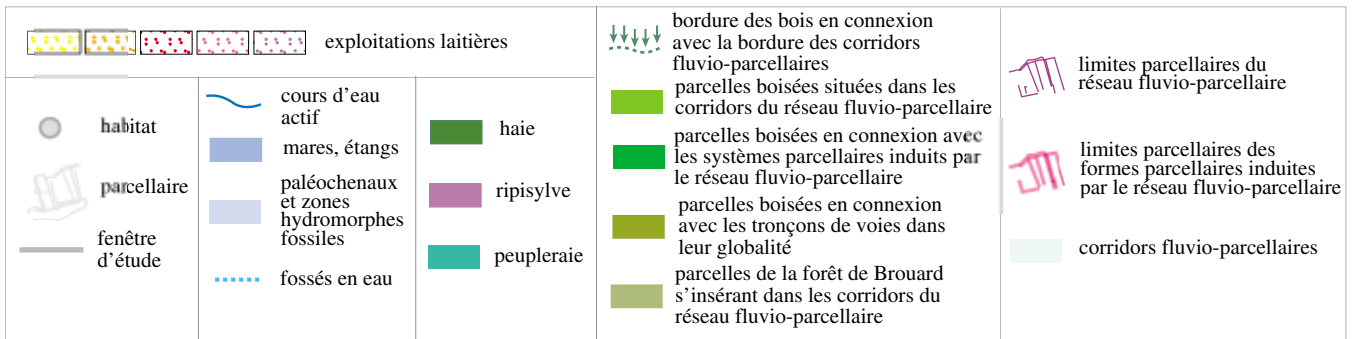 exploitations laitières
habitat
parcellaire
fenêtre
d'étude
cours d'eau
actif
mares, étangs
paléochenaux
et zones
hydromorphes
fossiles
fossés en eau
haie
ripisylve
peupleraie
bordure des bois en connexion
avec la bordure des corridors
fluvio-parcellaires
parcelles boisées situées dans les
corridors du réseau fluvio-parcellaire
parcelles boisées en connexion avec
les systèmes parcellaires induits par
le réseau fluvio-parcellaire
parcelles boisées en connexion
avec les tronçons de voies dans
leur globalité
parcelles de la forêt de Brouard
s'insérant dans les corridors du
réseau fluvio-parcellaire
limites parcellaires du
réseau fluvio-parcellaire
limites parcellaires des
formes parcellaires induites
par le réseau fluvio-parcellaire
corridors fluvio-parcellaires